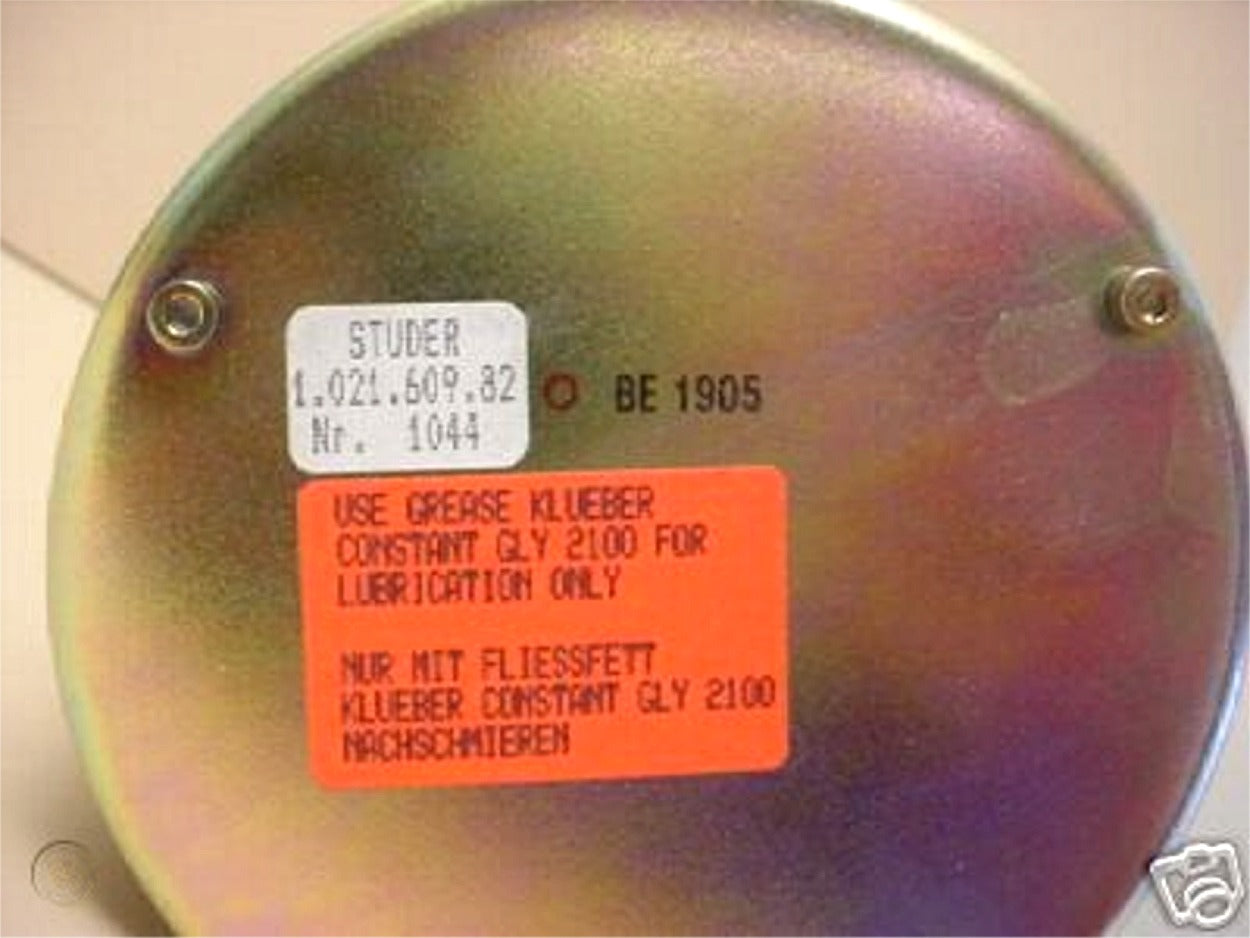 STUDER
1.021.609.82
Nr. 1044
BE 1905
USE GREASE KLUEBER
CONSTANT GLY 2100 FOR
LUBRICATION ONLY
NUR MIT FLIESSFETT
KLUEBER CONSTANT GLY 2100
NACHSCHMIEREN